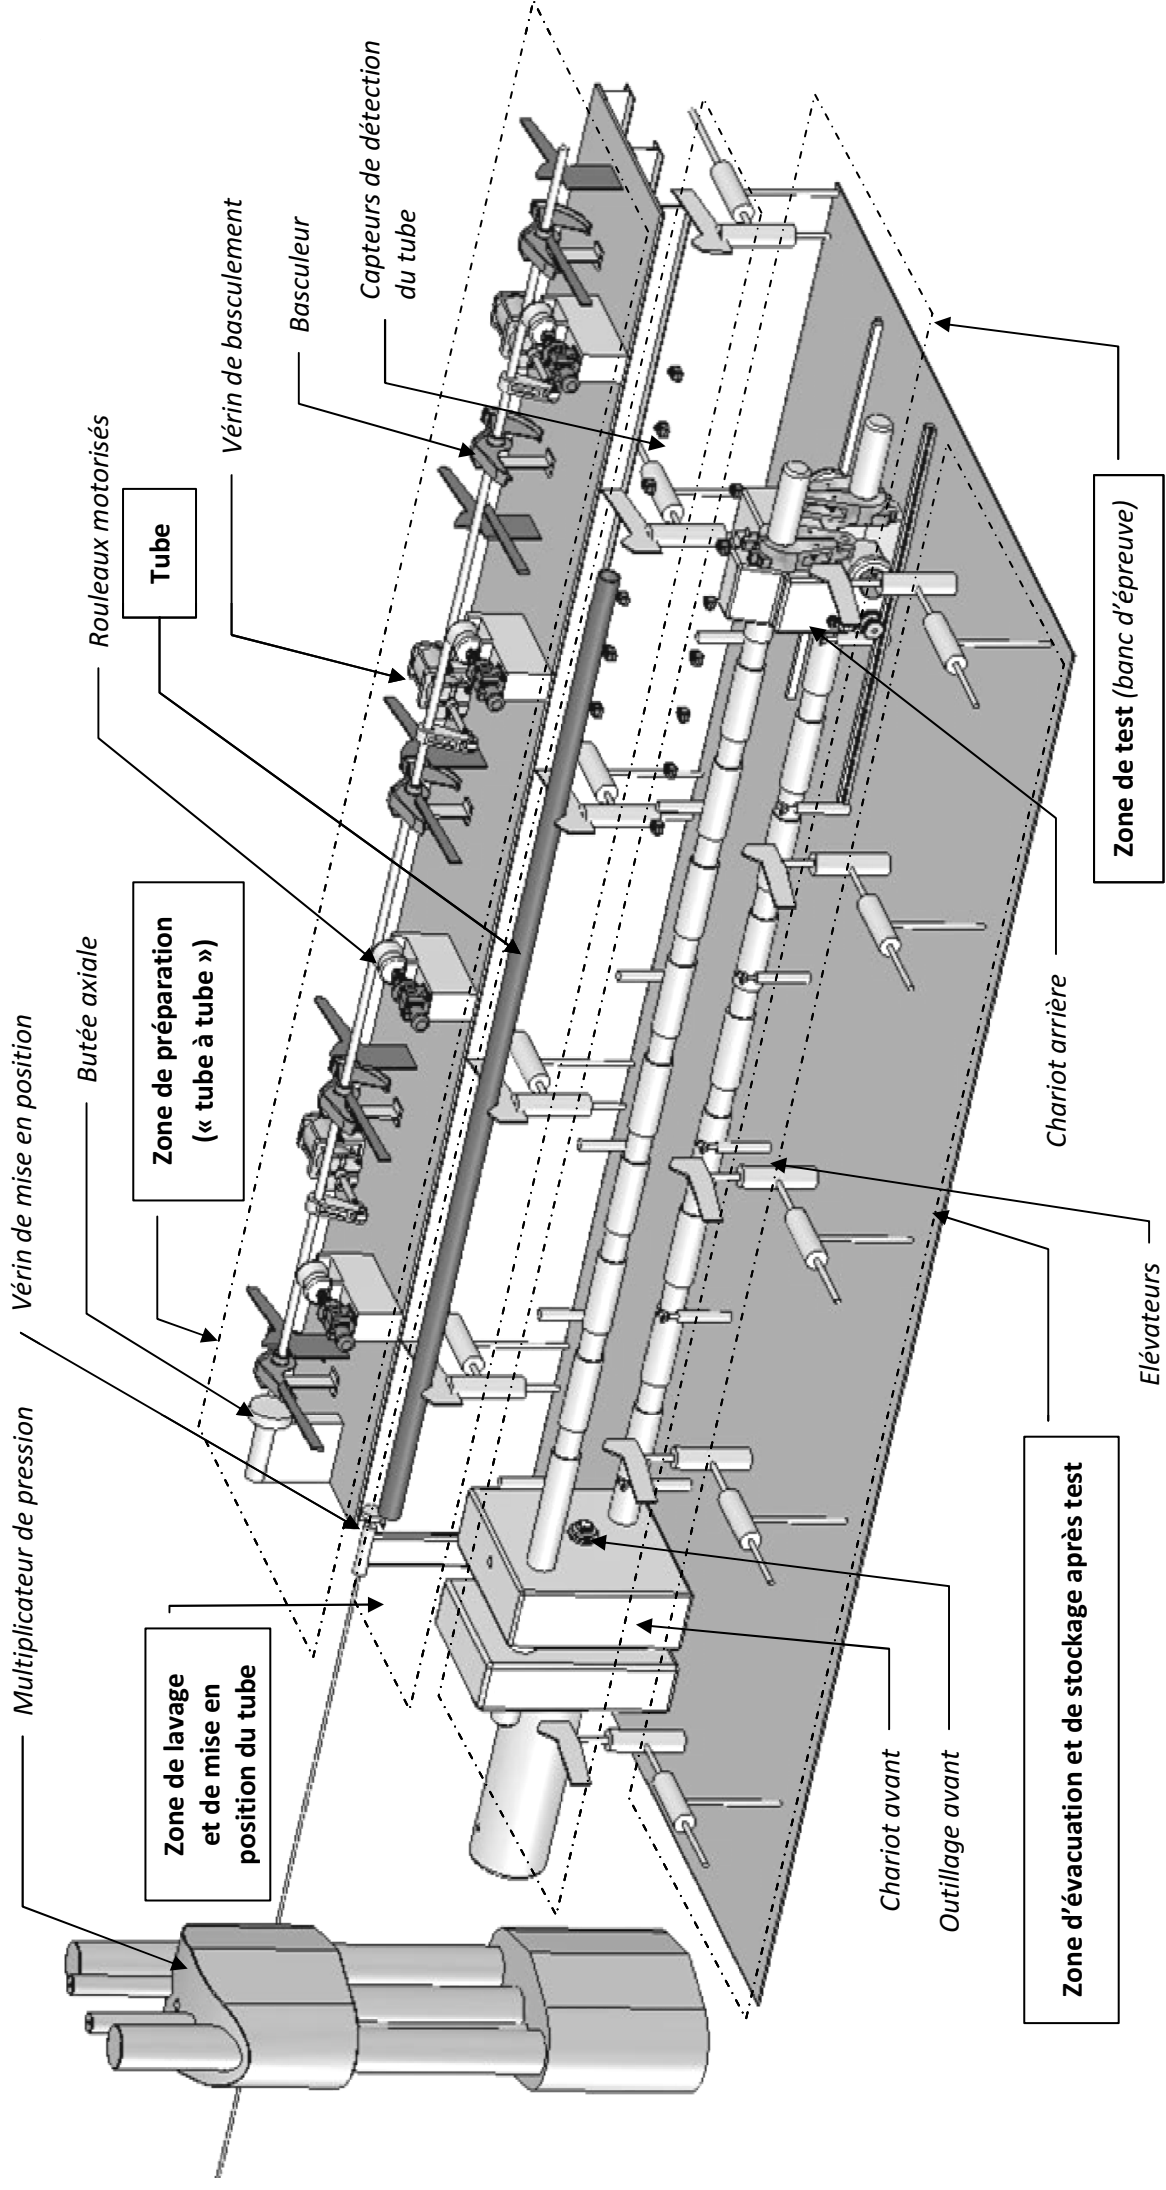 Multiplicateur de pression
Vérin de mise en position
Butée axiale
Rouleaux motorisés
Vérin de basculement
Basculeur
Capteurs de détection
du tube
Tube
Zone de préparation
(« tube à tube »)
Zone de lavage
et de mise en
position du tube
Zone de test (banc d'épreuve)
Chariot avant
Outillage avant
Chariot arrière
Elévateurs
Zone d'évacuation et de stockage après test